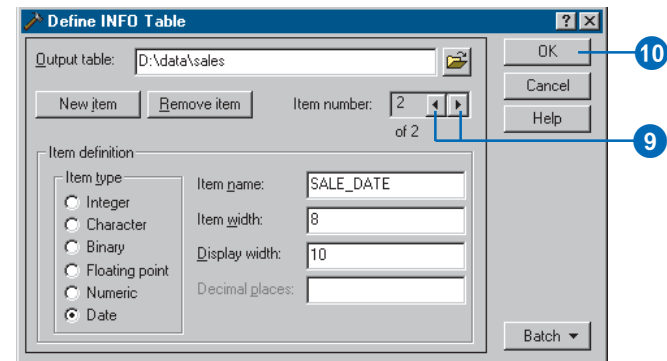 Define INFO Table
? X
Output table: D:\data\sales
OK
10
Cancel
New item Remove item Item number: 2
Help
of 2
9
Item definition
Item type
Integer
Character
Binary
Floating point
Numeric
Date
Item name: SALE_DATE
Item width: 8
Display width: 10
Decimal places:
Batch